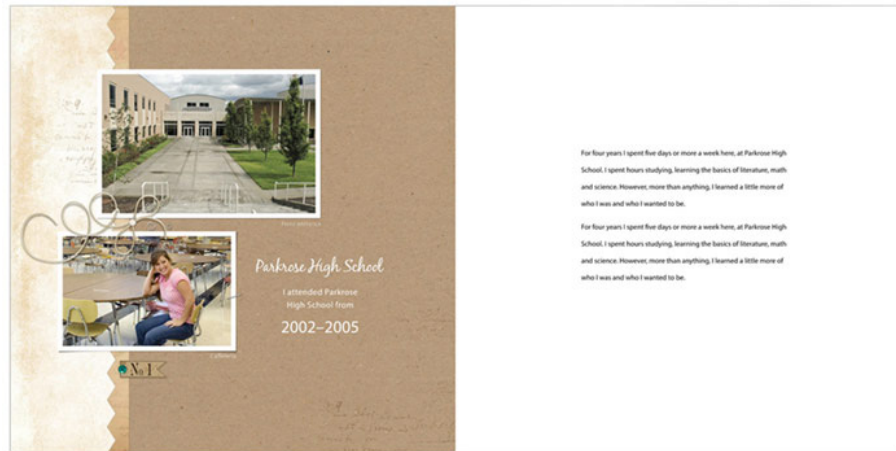 Parkrose High School
I attended Parkrose
High School from
2002–2005
Cafeteria
No 1
For four years I spent five days or more a week here, at Parkrose High
School. I spent hours studying, learning the basics of literature, math
and science. However, more than anything, I learned a little more of
who I was and who I wanted to be.
For four years I spent five days or more a week here, at Parkrose High
School. I spent hours studying, learning the basics of literature, math
and science. However, more than anything, I learned a little more of
who I was and who I wanted to be.